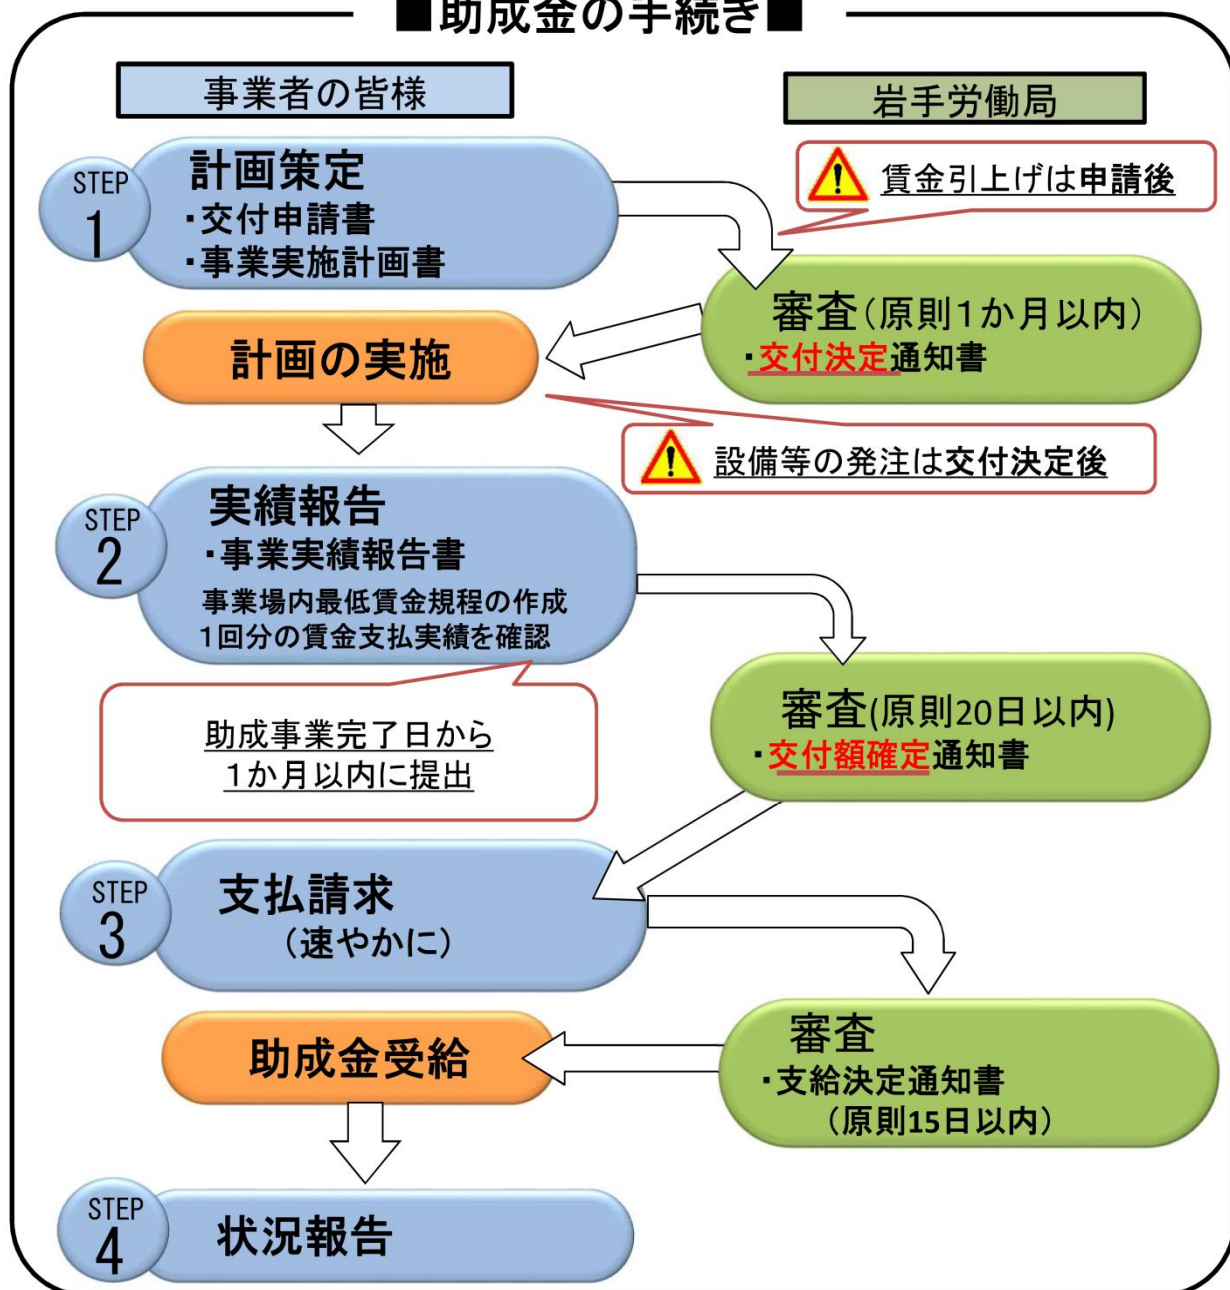 ■助成金の手続き■
事業者の皆様
岩手労働局
STEP
1
計画策定
・交付申請書
・事業実施計画書
賃金引上げは申請後
審査（原則１か月以内）
・交付決定通知書
計画の実施
設備等の発注は交付決定後
STEP
2
実績報告
・事業実績報告書
事業場内最低賃金規程の作成
1回分の賃金支払実績を確認
助成事業完了日から
１か月以内に提出
審査(原則20日以内)
・交付額確定通知書
STEP
3
支払請求
（速やかに）
審査
・支給決定通知書
（原則15日以内）
助成金受給
STEP
4
状況報告